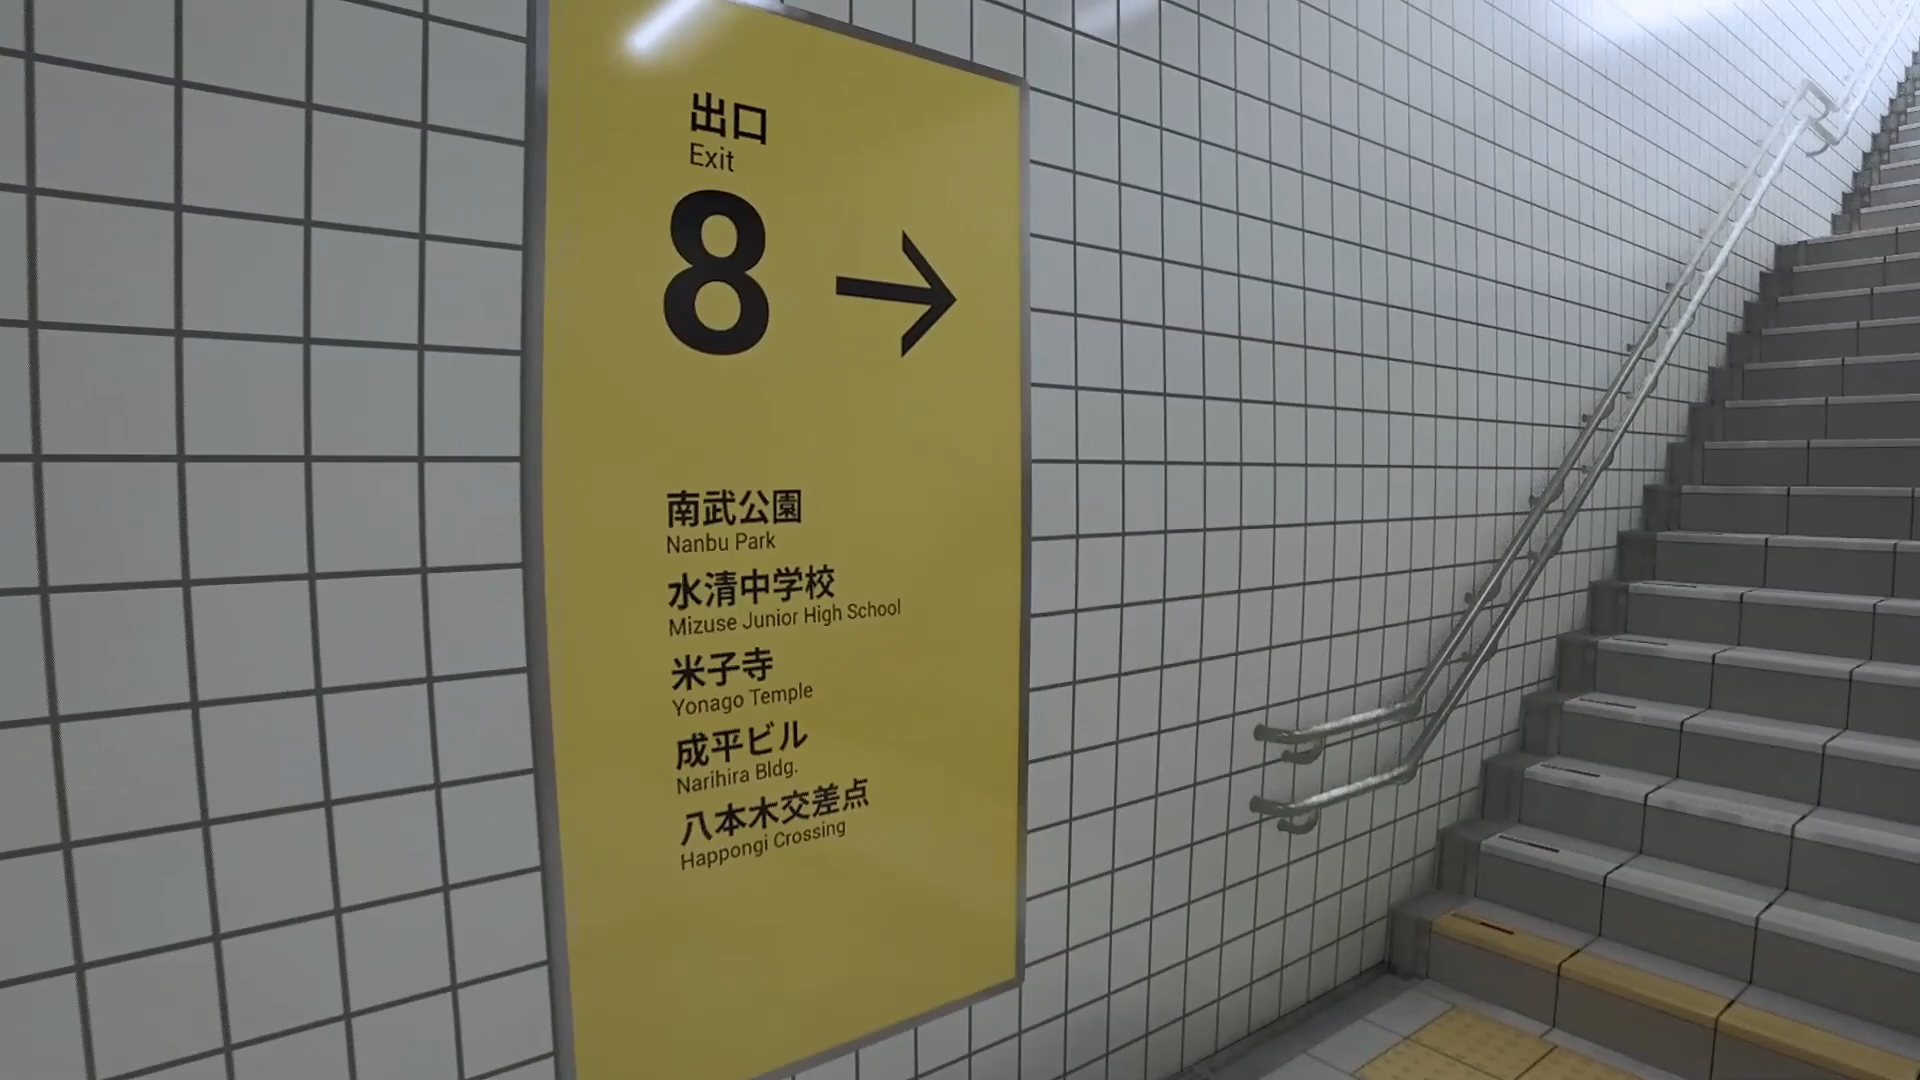 出口
Exit
8 →
南武公園
Nanbu Park
水清中学校
Mizuse Junior High School
米子寺
Yonago Temple
成平ビル
Narihira Bldg.
八本木交差点
Happongi Crossing